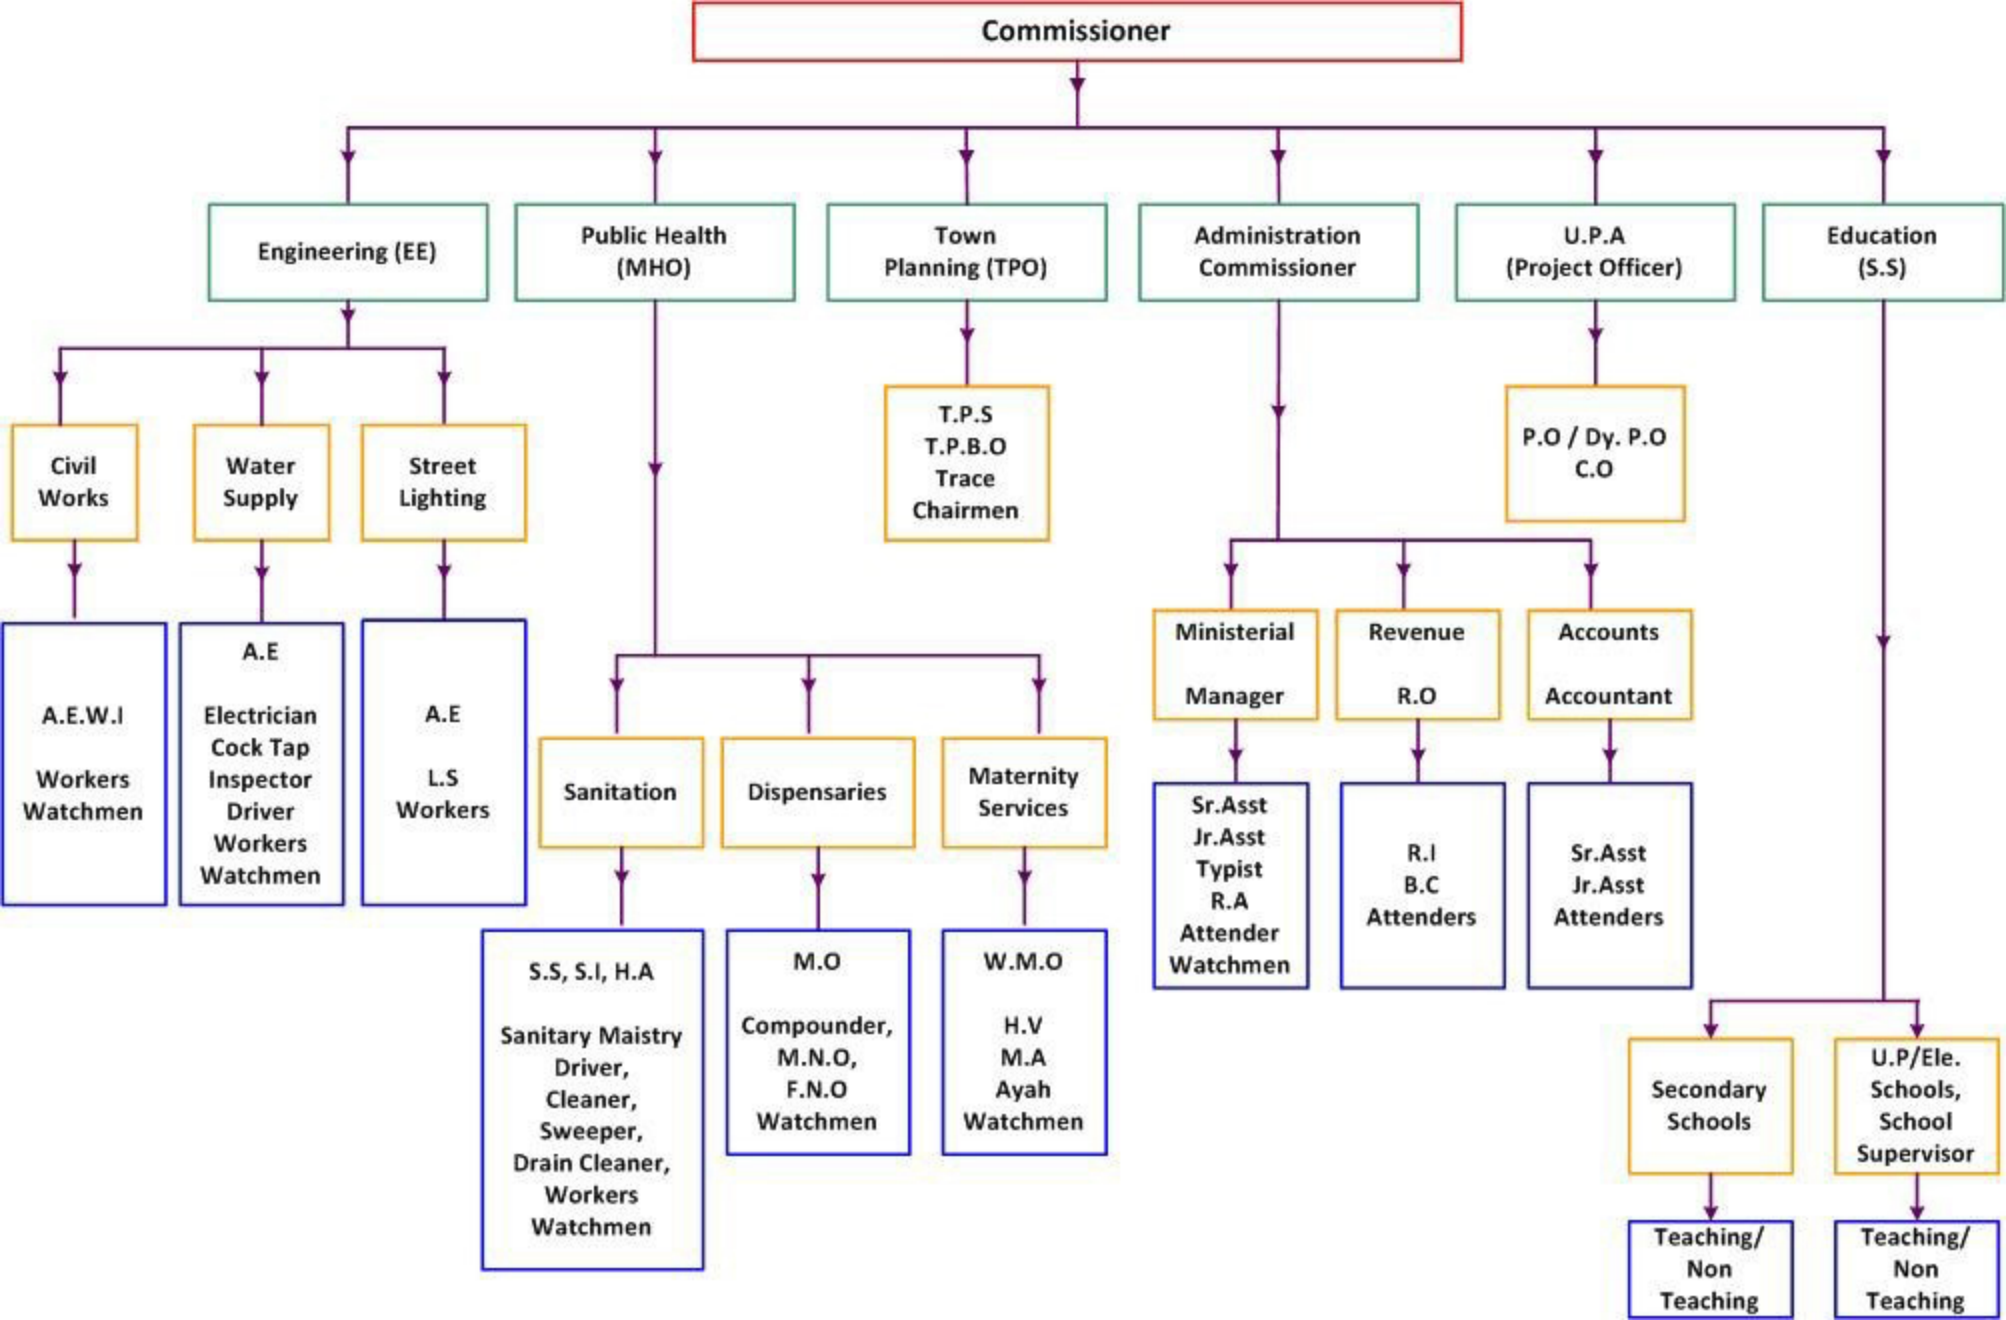 Commissioner
Engineering (EE)
Public Health
(MHO)
Town
Planning (TPO)
Administration
Commissioner
U.P.A
(Project Officer)
Education
(S.S)
Civil
Works
Water
Supply
Street
Lighting
T.P.S
T.P.B.O
Trace
Chairmen
P.O / Dy. P.O
C.O
A.E.W.I
Workers
Watchmen
A.E
Electrician
Cock Tap
Inspector
Driver
Workers
Watchmen
A.E
L.S
Workers
Sanitation
Dispensaries
Maternity
Services
Ministerial
Manager
Revenue
R.O
Accounts
Accountant
S.S, S.I, H.A
Sanitary Maistry
Driver,
Cleaner,
Sweeper,
Drain Cleaner,
Workers
Watchmen
M.O
Compounder,
M.N.O,
F.N.O
Watchmen
W.M.O
H.V
M.A
Ayah
Watchmen
Sr.Asst
Jr.Asst
Typist
R.A
Attender
Watchmen
R.I
B.C
Attenders
Sr.Asst
Jr.Asst
Attenders
Secondary
Schools
U.P/Ele.
Schools,
School
Supervisor
Teaching/
Non
Teaching
Teaching/
Non
Teaching